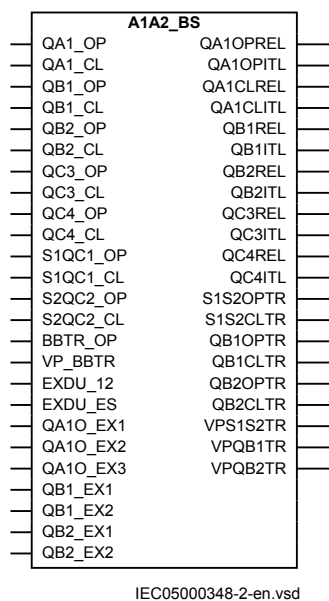 A1A2_BS
QA1_OP QA1OPREL
QA1_CL QA1OPITL
QB1_OP QA1CLREL
QB1_CL QA1CLITL
QB2_OP QB1REL
QB2_CL QB1ITL
QC3_OP QB2REL
QC3_CL QB2ITL
QC4_OP QC3REL
QC4_CL QC3ITL
S1QC1_OP QC4REL
S1QC1_CL QC4ITL
S2QC2_OP S1S2OPTR
S2QC2_CL S1S2CLTR
BBTR_OP QB1OPTR
VP_BBTR QB1CLTR
EXDU_12 QB2OPTR
EXDU_ES QB2CLTR
QA1O_EX1 VPS1S2TR
QA1O_EX2 VPQB1TR
QA1O_EX3 VPQB2TR
QB1_EX1
QB1_EX2
QB2_EX1
QB2_EX2
IEC05000348-2-en.vsd